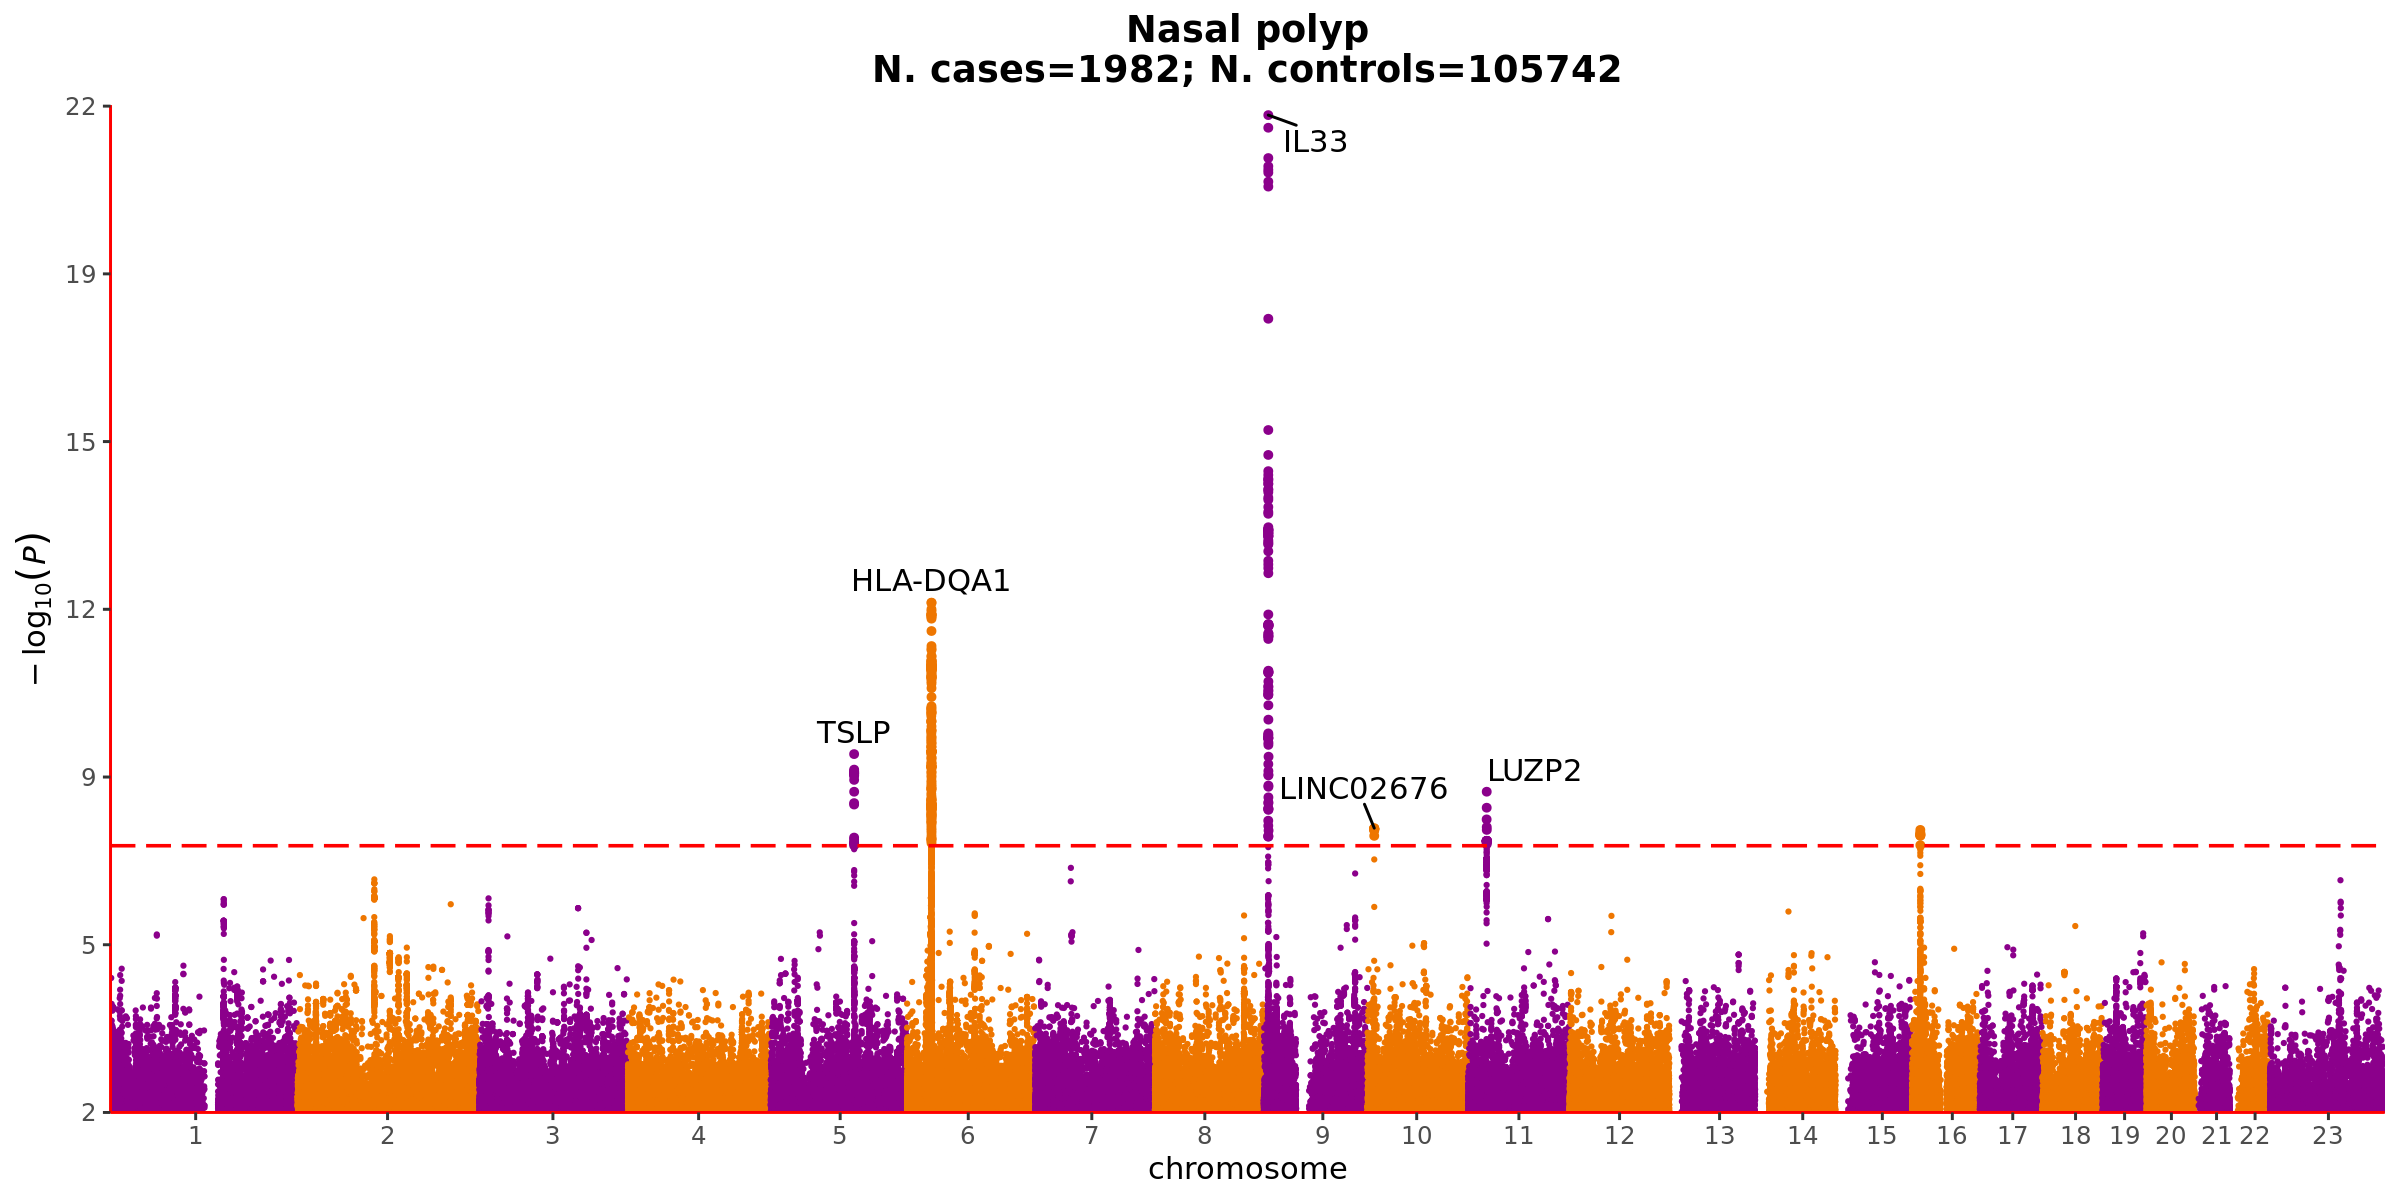 Nasal polyp
N. cases=1982; N. controls=105742
22
IL33
19
15
12
HLA-DQA1
TSLP
9
LUZP2
LINC02676
5
2
−log10(P)
1 2 3 4 5 6 7 8 9 10 11 12 13 14 15 16 17 18 19 20 21 22 23
chromosome